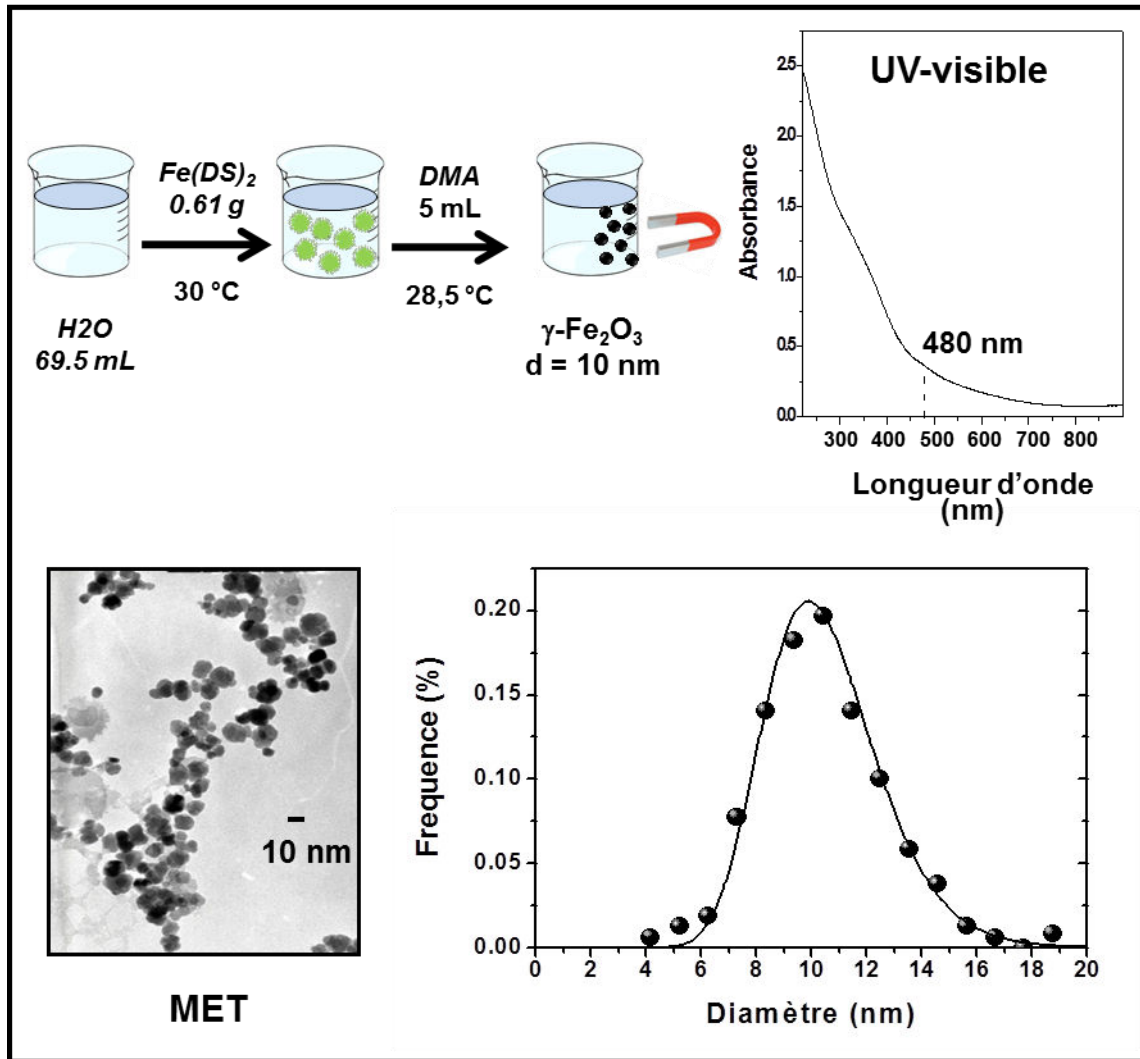 Fe(DS)2
0.61 g
30 °C
DMA
5 mL
28,5 °C
H2O
69.5 mL
γ-Fe2O3
d = 10 nm
UV-visible
Absorbance
2.5
2.0
1.5
1.0
0.5
0.0
480 nm
300 400 500 600 700 800
Longueur d'onde
(nm)
10 nm
MET
Frequence (%)
0.20
0.15
0.10
0.05
0.00
0 2 4 6 8 10 12 14 16 18 20
Diamètre (nm)